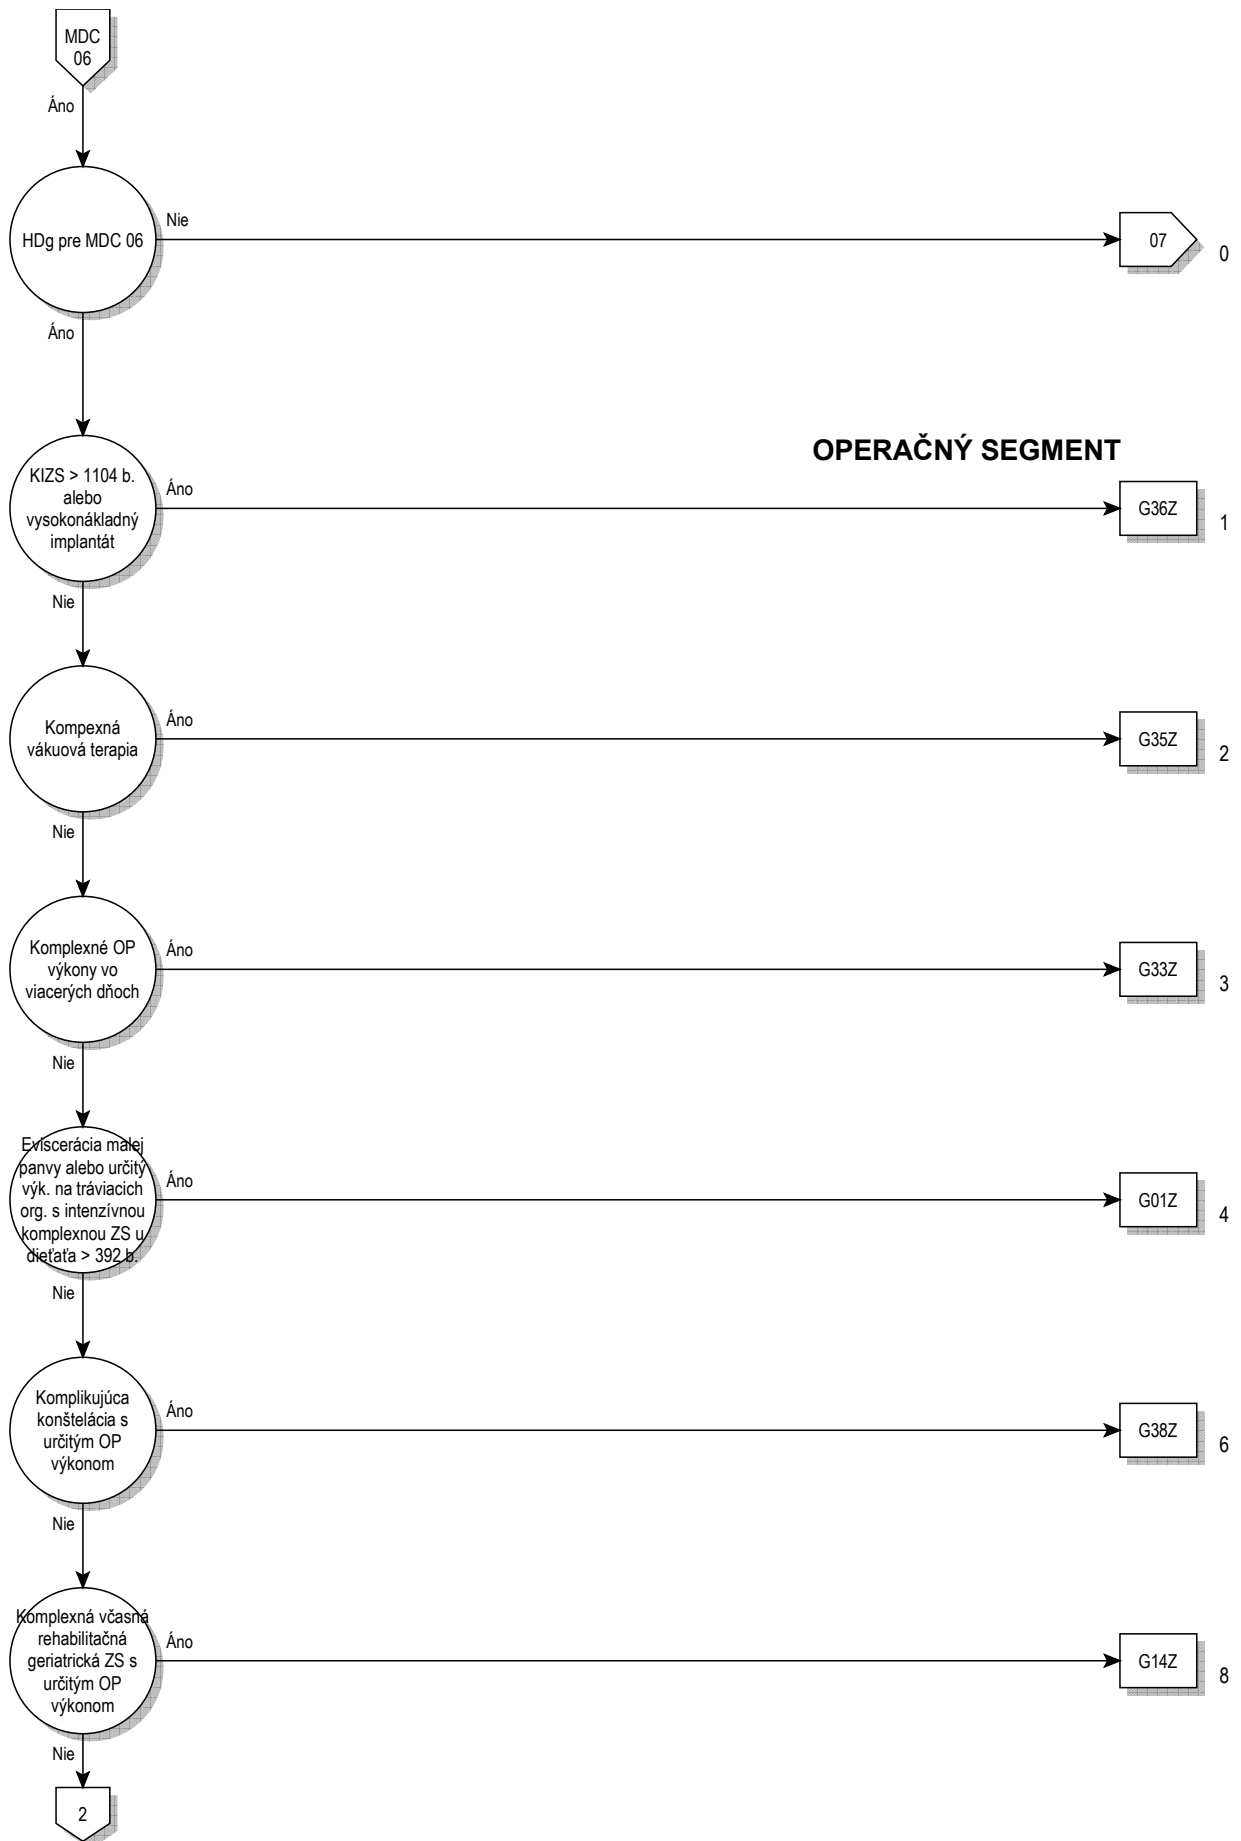 MDC
06
Áno
HDg pre MDC 06
Nie
07
0
Áno
OPERAČNÝ SEGMENT
KIZS > 1104 b.
alebo
vysokonákladný
implantát
Áno
G36Z
1
Nie
Kompexná
vákuová terapia
Áno
G35Z
2
Nie
Komplexné OP
výkony vo
viacerých dňoch
Áno
G33Z
3
Nie
Eviscerácia malej
panvy alebo určitý
výk. na tráviacich
org. s intenzívnou
komplexnou ZS u
dieťaťa > 392 b.
Áno
G01Z
4
Nie
Komplikujúca
konštelácia s
určitým OP
výkonom
Áno
G38Z
6
Nie
Komplexná včasná
rehabilitačná
geriatrická ZS s
určitým OP
výkonom
Áno
G14Z
8
Nie
2